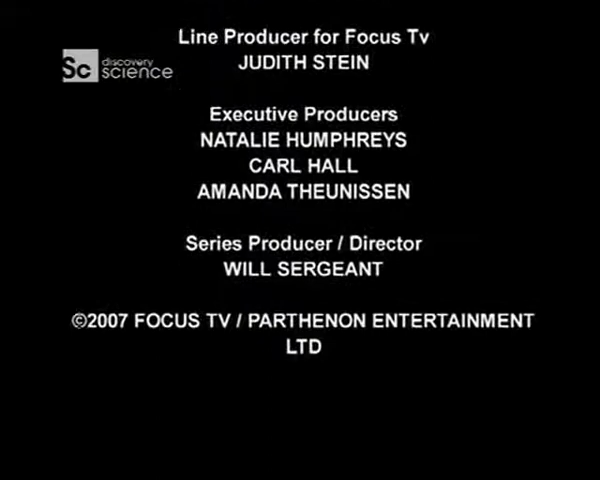 Line Producer for Focus Tv
JUDITH STEIN
Sc discovery science
Executive Producers
NATALIE HUMPHREYS
CARL HALL
AMANDA THEUNISSEN
Series Producer / Director
WILL SERGEANT
©2007 FOCUS TV / PARTHENON ENTERTAINMENT
LTD